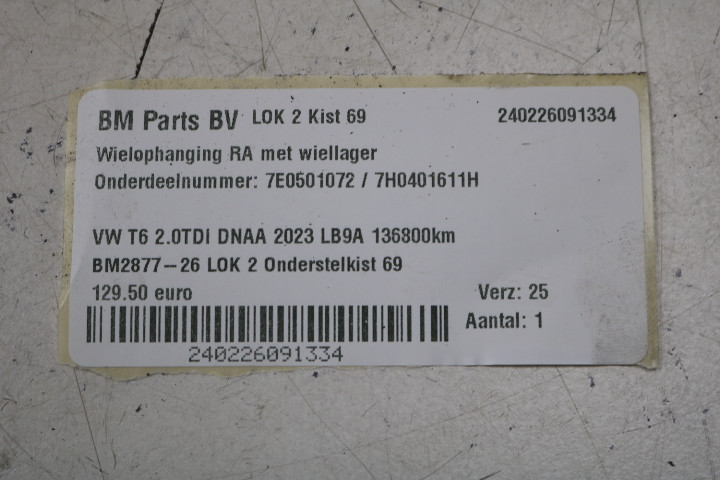 BM Parts BV LOK 2 Kist 69 240226091334
Wielophanging RA met wiellager
Onderdeelnummer: 7E0501072 / 7H0401611H
VW T6 2.0TDI DNAA 2023 LB9A 136800km
BM2877-26 LOK 2 Onderstelkist 69
129.50 euro Verz: 25
Aantal: 1
240226091334